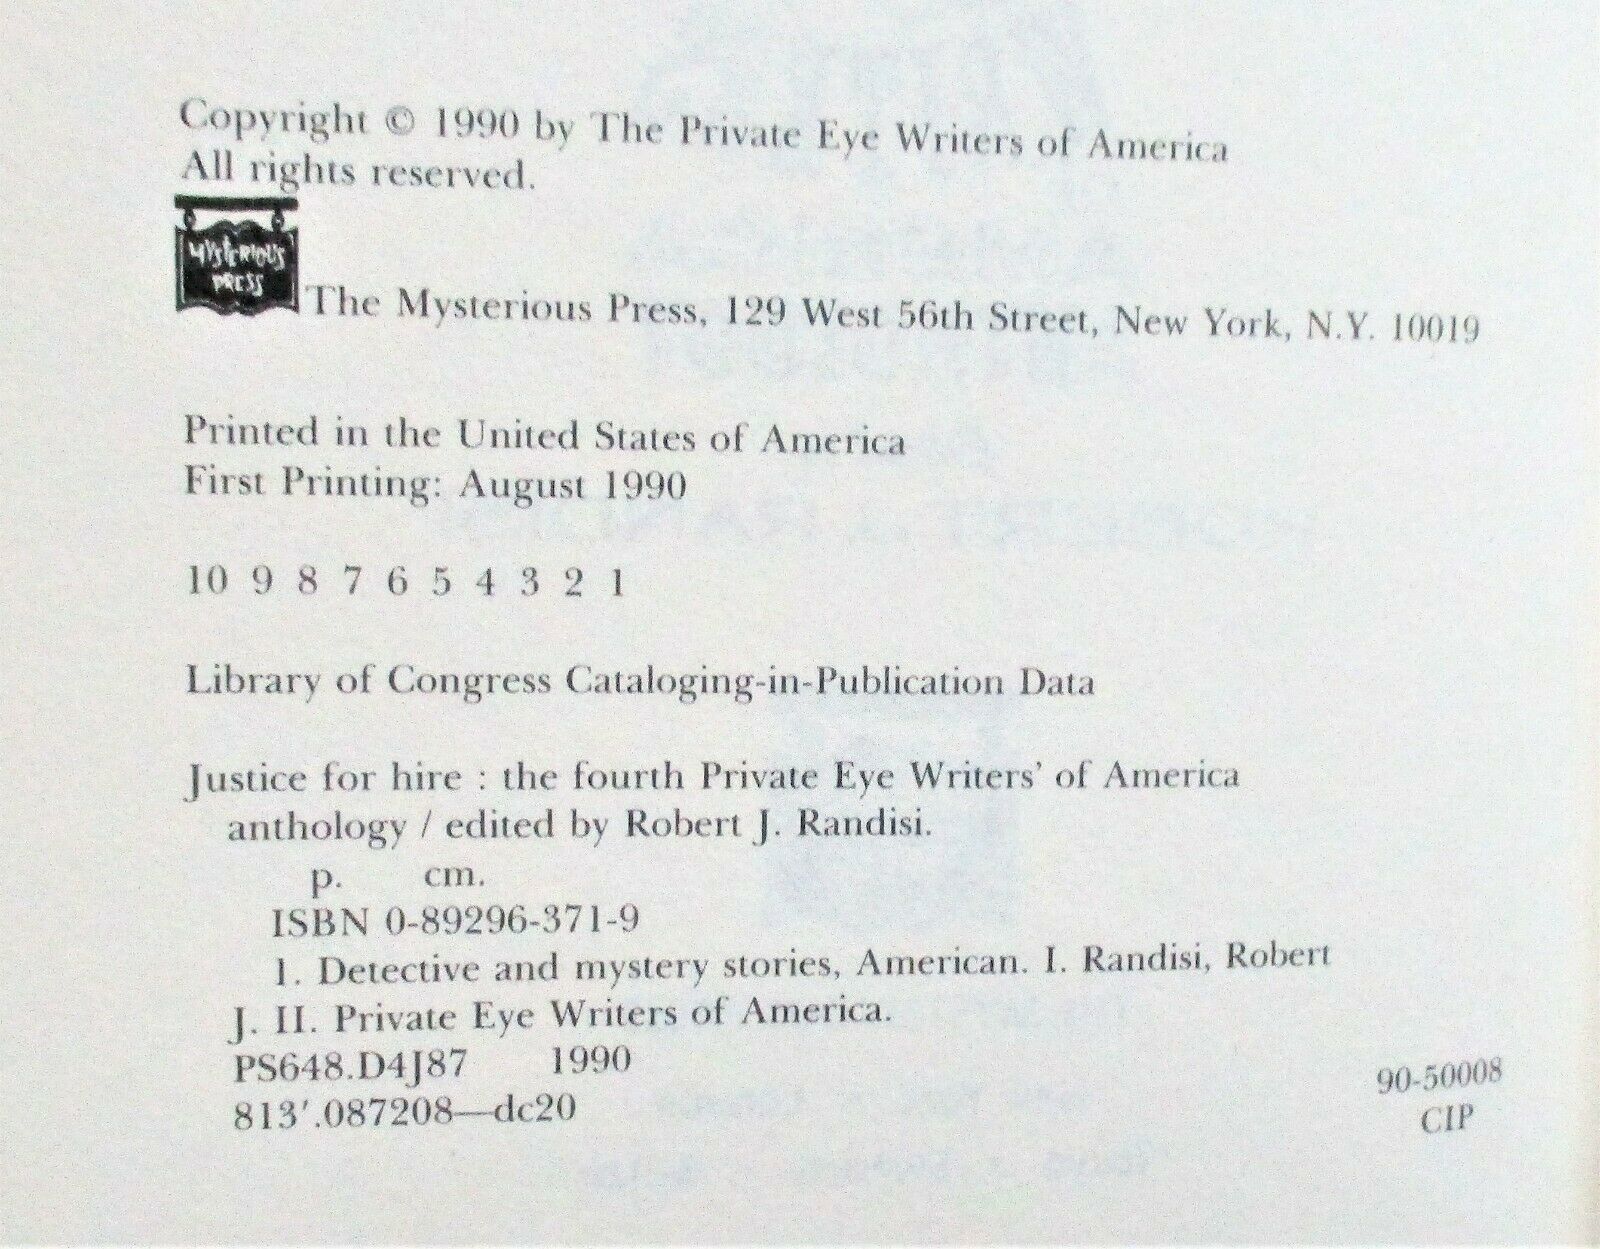 Copyright © 1990 by The Private Eye Writers of America
All rights reserved.
MYSTERIOUS
PRESS
The Mysterious Press, 129 West 56th Street, New York, N.Y. 10019
Printed in the United States of America
First Printing: August 1990
10 9 8 7 6 5 4 3 2 1
Library of Congress Cataloging-in-Publication Data
Justice for hire : the fourth Private Eye Writers' of America
anthology / edited by Robert J. Randisi.
p. cm.
ISBN 0-89296-371-9
1. Detective and mystery stories, American. I. Randisi, Robert
J. II. Private Eye Writers of America.
PS648.D4J87 1990
813'.087208—dc20
90-50008
CIP